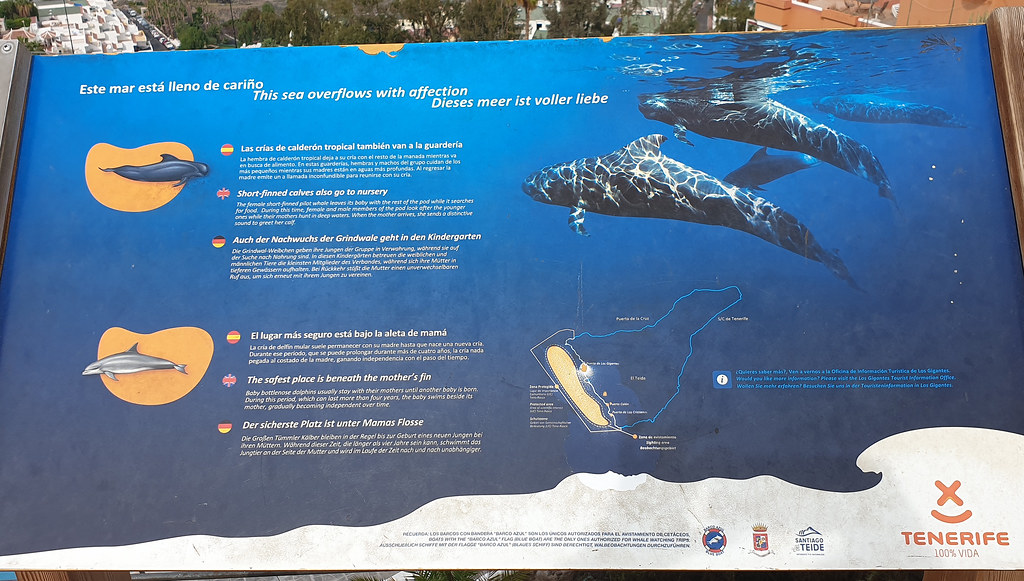 Este mar está lleno de cariño
This sea overflows with affection
Dieses meer ist voller liebe
Las crías de calderón tropical también van a la guardería
La hembra de calderón tropical deja a su cría con el resto de la manada mientras va
en busca de alimento. En estas guarderías, hembras y machos del grupo cuidan de los
más pequeños mientras sus madres están en aguas más profundas. Al regresar la
madre emite un a llamada inconfundible para reunirse con su cría.
Short-finned calves also go to nursery
The female short-finned pilot whale leaves its baby with the rest of the pod while it searches
for food. During this time, female and male members of the pod look after the younger
ones while their mothers hunt in deep waters. When the mother arrives, she sends a distinctive
sound to greet her calf.
Auch der Nachwuchs der Grindwale geht in den Kindergarten
Die Grindwal-Weibchen geben ihre Jungen der Gruppe in Verwahrung, während sie auf
der Suche nach Nahrung sind. In diesen Kindergärten betreuen die weiblichen und
männlichen Tiere die kleinsten Mitglieder des Verbandes, während sich ihre Mütter in
tieferen Gewässern aufhalten. Bei Rückkehr stößt die Mutter einen unverwechselbaren
Ruf aus, um sich erneut mit ihrem Jungen zu vereinen.
El lugar más seguro está bajo la aleta de mamá
La cría de delfín mular suele permanecer con su madre hasta que nace una nueva cría.
Durante ese periodo, que se puede prolongar durante más de cuatro años, la cría nada
pegada al costado de la madre, ganando independencia con el paso del tiempo.
The safest place is beneath the mother's fin
Baby bottlenose dolphins usually stay with their mothers until another baby is born.
During this period, which can last more than four years, the baby swims beside its
mother, gradually becoming independent over time.
Der sicherste Platz ist unter Mamas Flosse
Die Großen Tümmler Kälber bleiben in der Regel bis zur Geburt eines neuen Jungen bei
ihren Müttern. Während dieser Zeit, die länger als vier Jahre sein kann, schwimmt das
Jungtier an der Seite der Mutter und wird im Laufe der Zeit nach und nach unabhängiger.
Puerto de la Cruz
S/C de Tenerife
El Teide
Zona de avistamiento
Sighting area
Beobachtungsgebiet
i
¿Quieres saber más?. Ven a vernos a la Oficina de Información Turística de Los Gigantes.
Would you like more information? Please visit the Los Gigantes Tourist Information Office.
Wollen Sie mehr erfahren? Besuchen Sie uns in der Touristeninformation in Los Gigantes.
RECUERDA: LOS BARCOS CON BANDERA "BARCO AZUL" SON LOS ÚNICOS AUTORIZADOS PARA EL AVISTAMIENTO DE CETÁCEOS.
BOATS WITH THE "BARCO AZUL" FLAG (BLUE BOAT) ARE THE ONLY ONES AUTHORIZED FOR WHALE WATCHING TRIPS.
AUSSCHLIEßLICH SCHIFFE MIT DER FLAGGE "BARCO AZUL" (BLAUES SCHIFF) SIND BERECHTIGT, WALBEOBACHTUNGEN DURCHZUFÜHREN.
SANTIAGO
DEL TEIDE
TENERIFE
100% VIDA